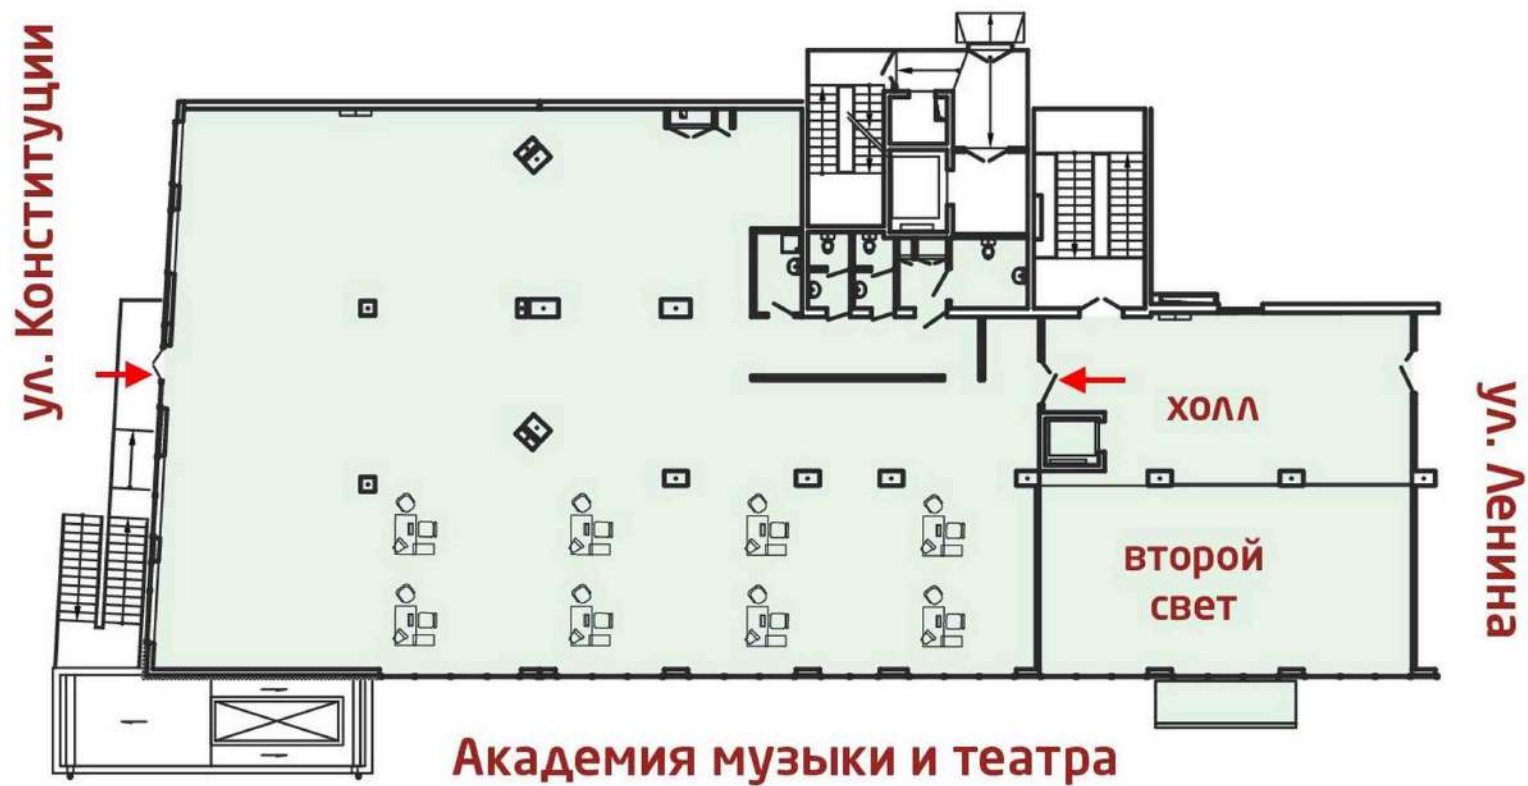 ул. Конституции
холл
ул. Ленина
второй
свет
Академия музыки и театра